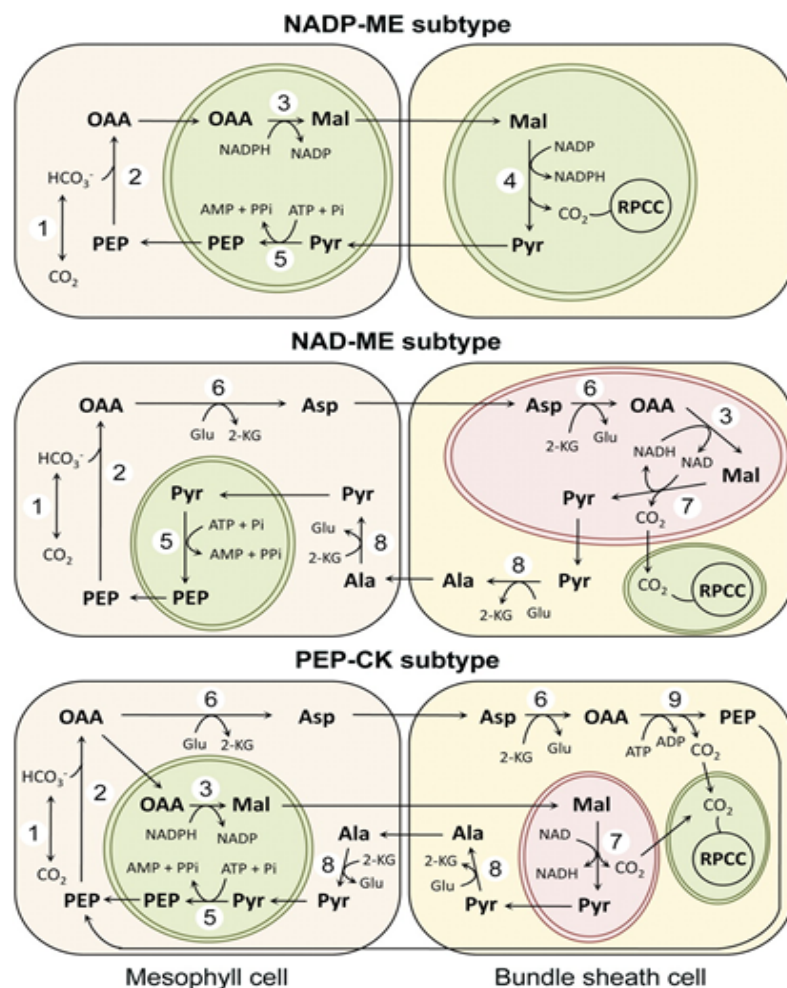 NADP-ME subtype
OAA OAA 3 Mal Mal
NADPH NADP NADP
HCO₃⁻ 2 4 NADPH
1 AMP + PPi ATP + Pi CO₂ RPCC
PEP PEP 5 Pyr Pyr
CO₂
NAD-ME subtype
OAA 6 Asp Asp 6 OAA 3
Glu 2-KG 2-KG Glu NADH NAD Mal
HCO₃⁻ 2 Pyr Pyr Pyr 7
1 5 ATP + Pi Glu 8 CO₂
CO₂ AMP + PPi 2-KG
Ala Ala 8 Pyr CO₂ RPCC
PEP PEP 2-KG Glu
PEP-CK subtype
OAA 6 Asp Asp 6 OAA 9 PEP
Glu 2-KG 2-KG Glu ATP ADP CO₂
HCO₃⁻ 2 OAA 3 Mal Mal CO₂
1 NADPH NADP Ala Ala NAD 7 RPCC
CO₂ AMP + PPi ATP + Pi 8 2-KG Glu 2-KG Glu 8 NADH CO₂
PEP PEP 5 Pyr Pyr Pyr Pyr
Mesophyll cell Bundle sheath cell